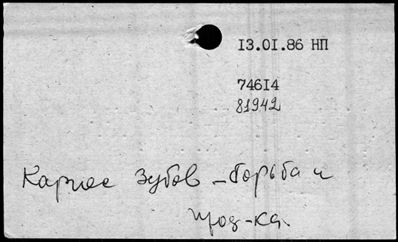 13.01.86 НП
74614
81942
Кариес зубов - борьба и
проф-ка.